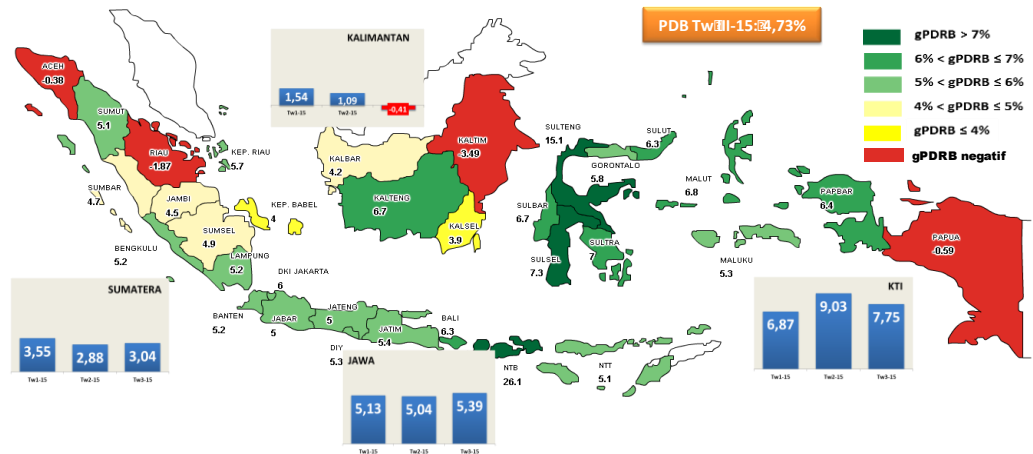 PDB Tw III-15: 4,73%
gPDRB > 7%
6% < gPDRB ≤ 7%
5% < gPDRB ≤ 6%
4% < gPDRB ≤ 5%
gPDRB ≤ 4%
gPDRB negatif
KALIMANTAN
1,54
1,09
-0,41
Tw1-15
Tw2-15
ACEH
-0.38
SUMUT
5.1
RIAU
-1.87
KEP. RIAU
5.7
SUMBAR
4.7
JAMBI
4.5
KEP. BABEL
4
SUMSEL
4.9
BENGKULU
5.2
LAMPUNG
5.2
KALBAR
4.2
KALTENG
6.7
KALTIM
-3.49
KALSEL
3.9
SULTENG
15.1
SULUT
6.3
GORONTALO
5.8
SULBAR
6.7
SULTRA
7
SULSEL
7.3
MALUT
6.8
MALUKU
5.3
PAPBAR
6.4
PAPUA
-0.59
DKI JAKARTA
6
BANTEN
5.2
JABAR
5
JATENG
5
DIY
5.3
JATIM
5.4
BALI
6.3
NTB
26.1
NTT
5.1
SUMATERA
3,55
2,88
3,04
Tw1-15
Tw2-15
Tw3-15
JAWA
5,13
5,04
5,39
Tw1-15
Tw2-15
Tw3-15
KTI
6,87
9,03
7,75
Tw1-15
Tw2-15
Tw3-15